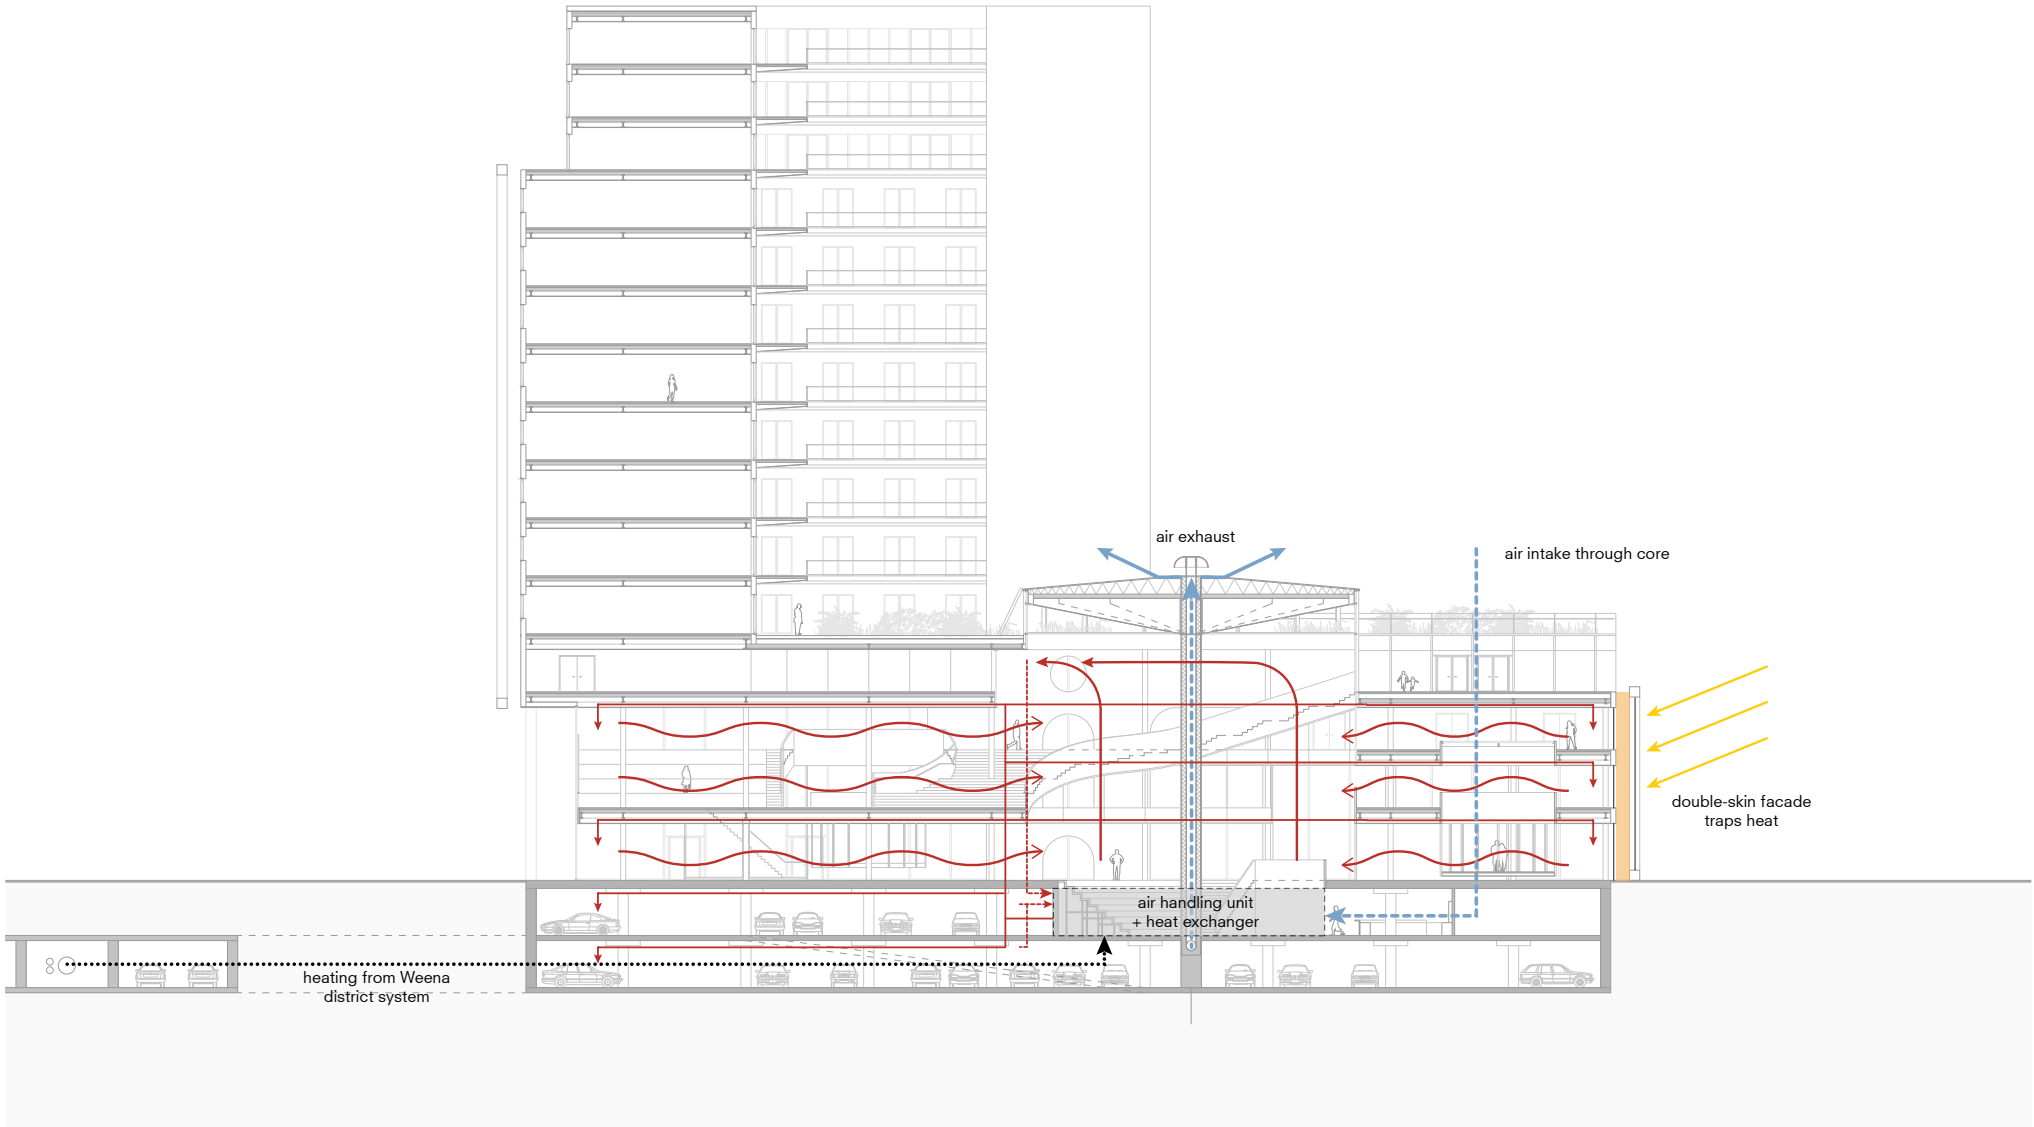 air exhaust
air intake through core
double-skin facade
traps heat
air handling unit
+ heat exchanger
heating from Weena
district system